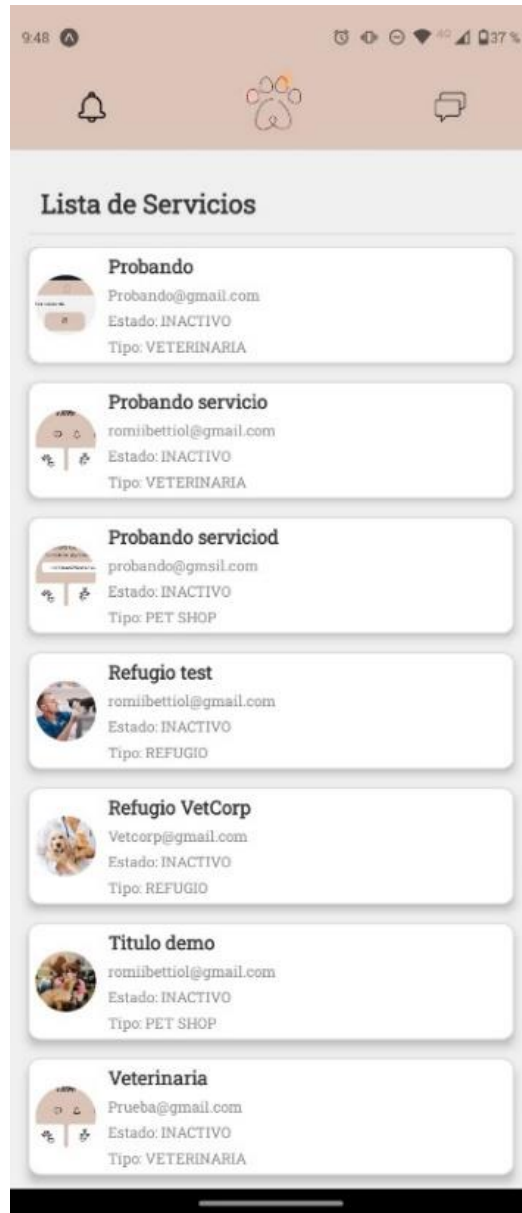 9:48
4G 37 %
Lista de Servicios
Probando
Probando@gmail.com
Estado: INACTIVO
Tipo: VETERINARIA
Probando servicio
romiibettiol@gmail.com
Estado: INACTIVO
Tipo: VETERINARIA
Probando serviciod
probando@gmsil.com
Estado: INACTIVO
Tipo: PET SHOP
Refugio test
romiibettiol@gmail.com
Estado: INACTIVO
Tipo: REFUGIO
Refugio VetCorp
Vetcorp@gmail.com
Estado: INACTIVO
Tipo: REFUGIO
Titulo demo
romiibettiol@gmail.com
Estado: INACTIVO
Tipo: PET SHOP
Veterinaria
Prueba@gmail.com
Estado: INACTIVO
Tipo: VETERINARIA